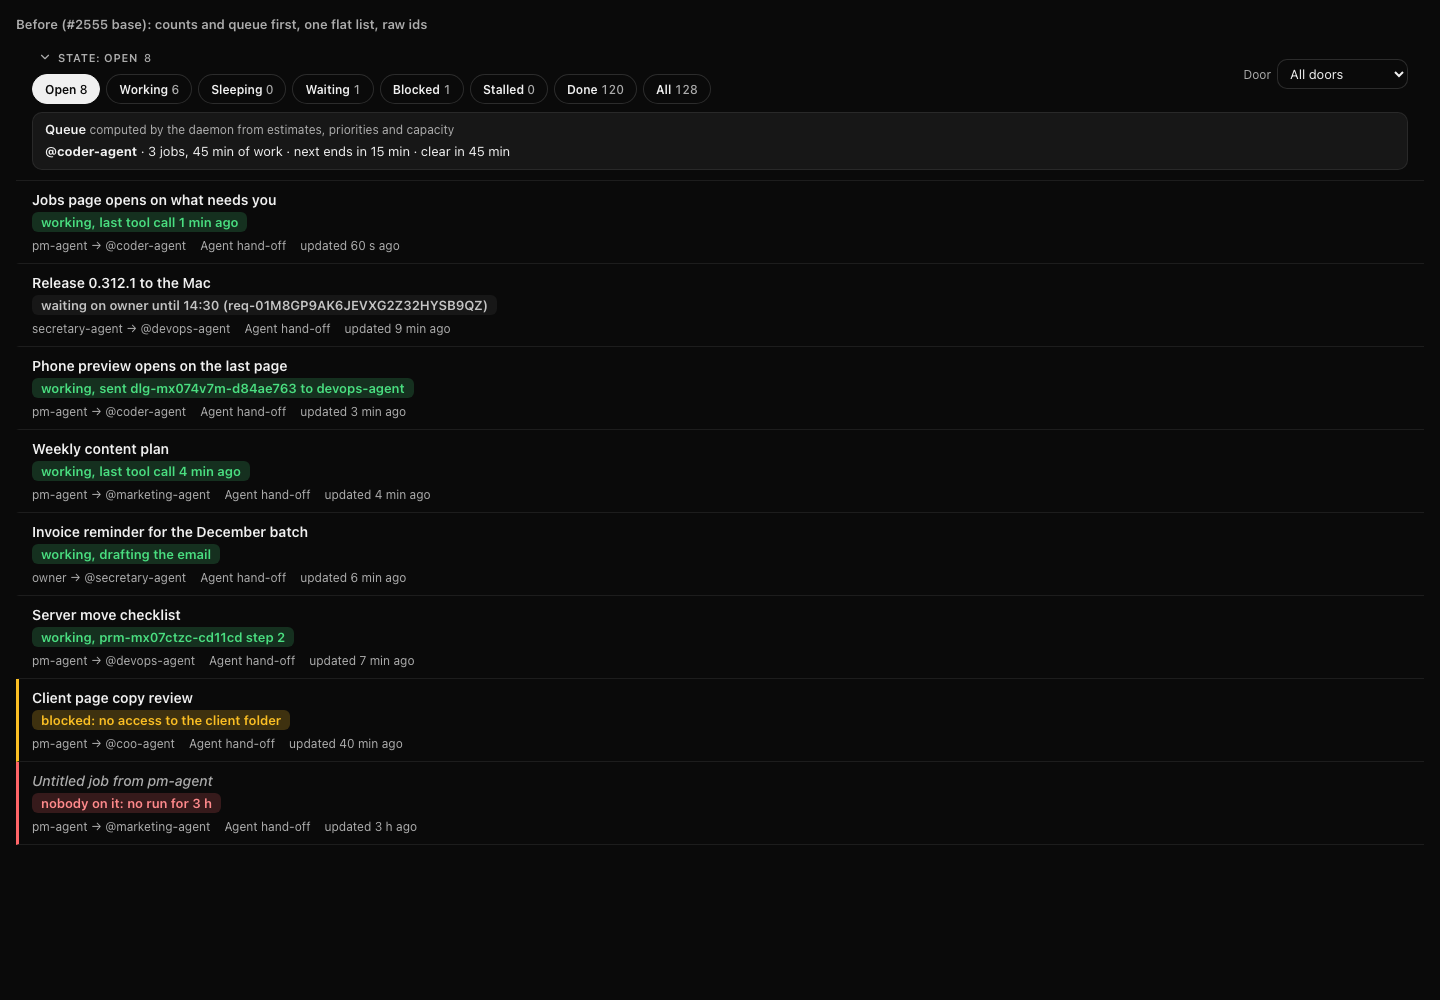 Before (#2555 base): counts and queue first, one flat list, raw ids
STATE: OPEN 8
Open 8 Working 6 Sleeping 0 Waiting 1 Blocked 1 Stalled 0 Done 120 All 128
Door All doors
Queue computed by the daemon from estimates, priorities and capacity
@coder-agent · 3 jobs, 45 min of work · next ends in 15 min · clear in 45 min
Jobs page opens on what needs you
working, last tool call 1 min ago
pm-agent → @coder-agent Agent hand-off updated 60 s ago
Release 0.312.1 to the Mac
waiting on owner until 14:30 (req-01M8GP9AK6JEVXG2Z32HYSB9QZ)
secretary-agent → @devops-agent Agent hand-off updated 9 min ago
Phone preview opens on the last page
working, sent dlg-mx074v7m-d84ae763 to devops-agent
pm-agent → @coder-agent Agent hand-off updated 3 min ago
Weekly content plan
working, last tool call 4 min ago
pm-agent → @marketing-agent Agent hand-off updated 4 min ago
Invoice reminder for the December batch
working, drafting the email
owner → @secretary-agent Agent hand-off updated 6 min ago
Server move checklist
working, prm-mx07ctzc-cd11cd step 2
pm-agent → @devops-agent Agent hand-off updated 7 min ago
Client page copy review
blocked: no access to the client folder
pm-agent → @coo-agent Agent hand-off updated 40 min ago
Untitled job from pm-agent
nobody on it: no run for 3 h
pm-agent → @marketing-agent Agent hand-off updated 3 h ago